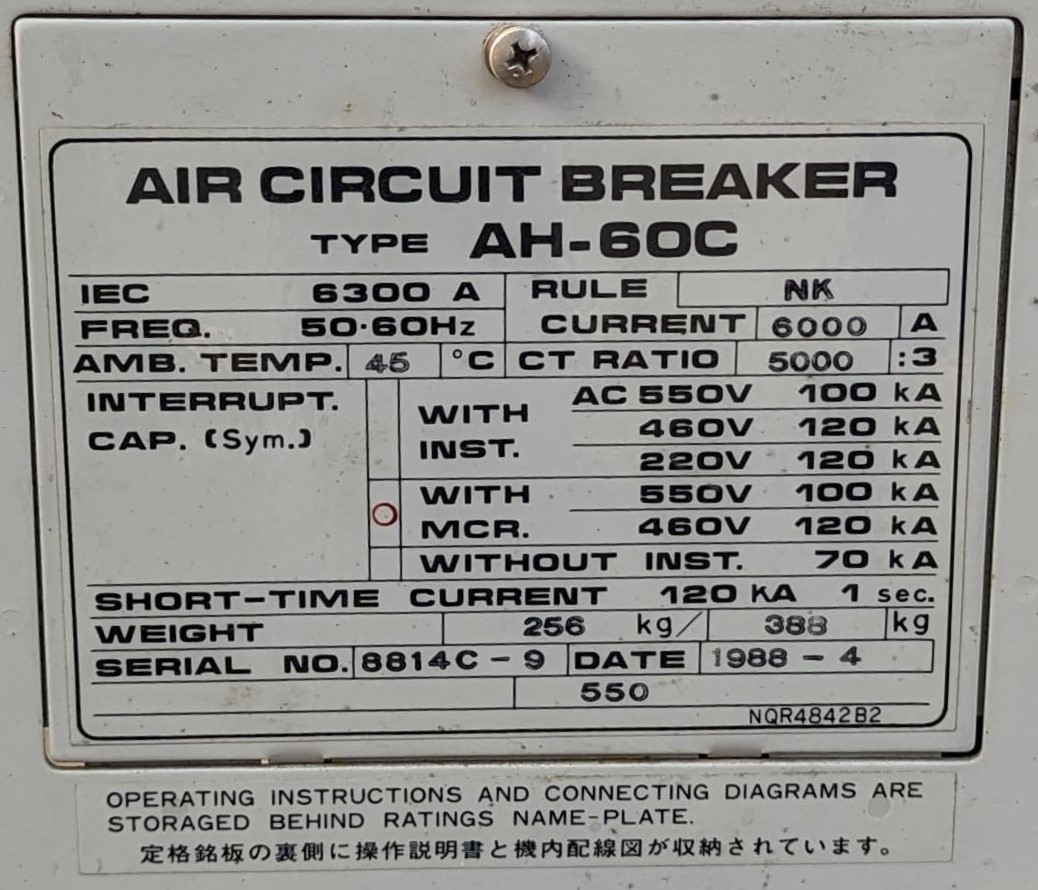 AIR CIRCUIT BREAKER
TYPE AH-60C
IEC 6300 A RULE NK
FREQ. 50·60Hz CURRENT 6000 A
AMB. TEMP. 45 °C CT RATIO 5000 :3
INTERRUPT. CAP. (Sym.)
WITH INST. AC 550V 100 kA
460V 120 kA
220V 120 kA
WITH MCR. 550V 100 kA
460V 120 kA
WITHOUT INST. 70 kA
SHORT-TIME CURRENT 120 KA 1 sec.
WEIGHT 256 kg/ 388 kg
SERIAL NO. 8814C - 9 DATE 1988 - 4
550
NQR4842B2
OPERATING INSTRUCTIONS AND CONNECTING DIAGRAMS ARE
STORAGED BEHIND RATINGS NAME-PLATE.
定格銘板の裏側に操作説明書と機内配線図が収納されています。